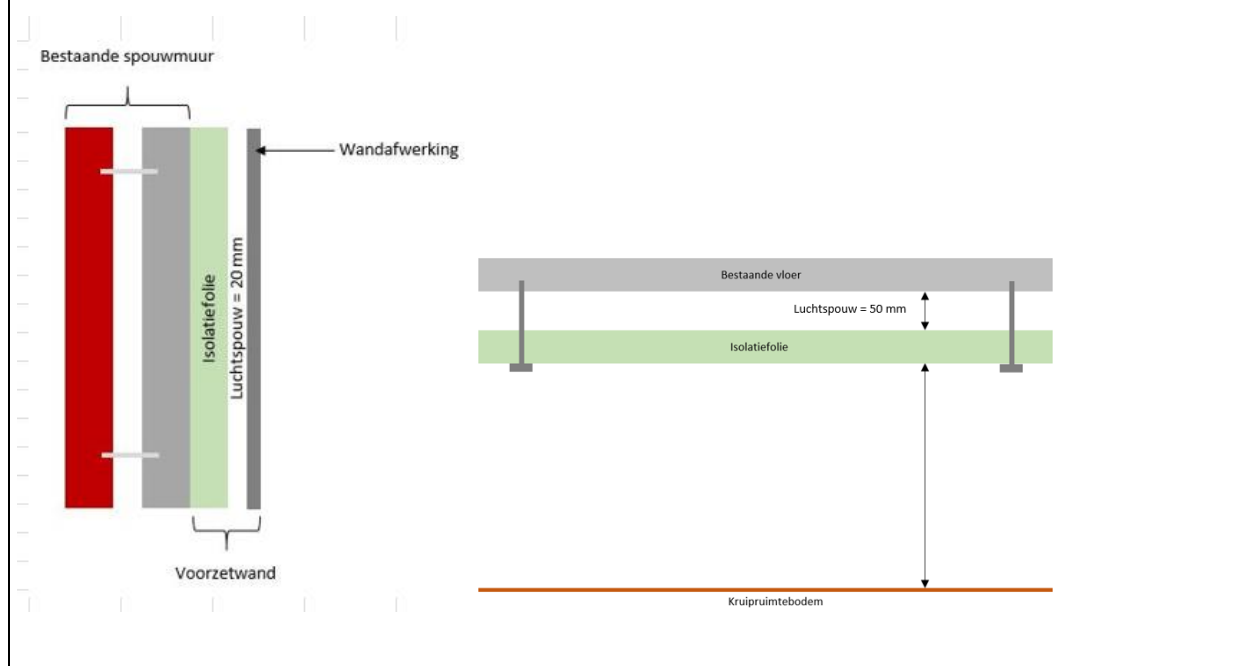 Bestaande spouwmuur
Wandafwerking
Isolatiefolie
Luchtspouw = 20 mm
Voorzetwand
Bestaande vloer
Luchtspouw = 50 mm
Isolatiefolie
Kruipruimtebodem